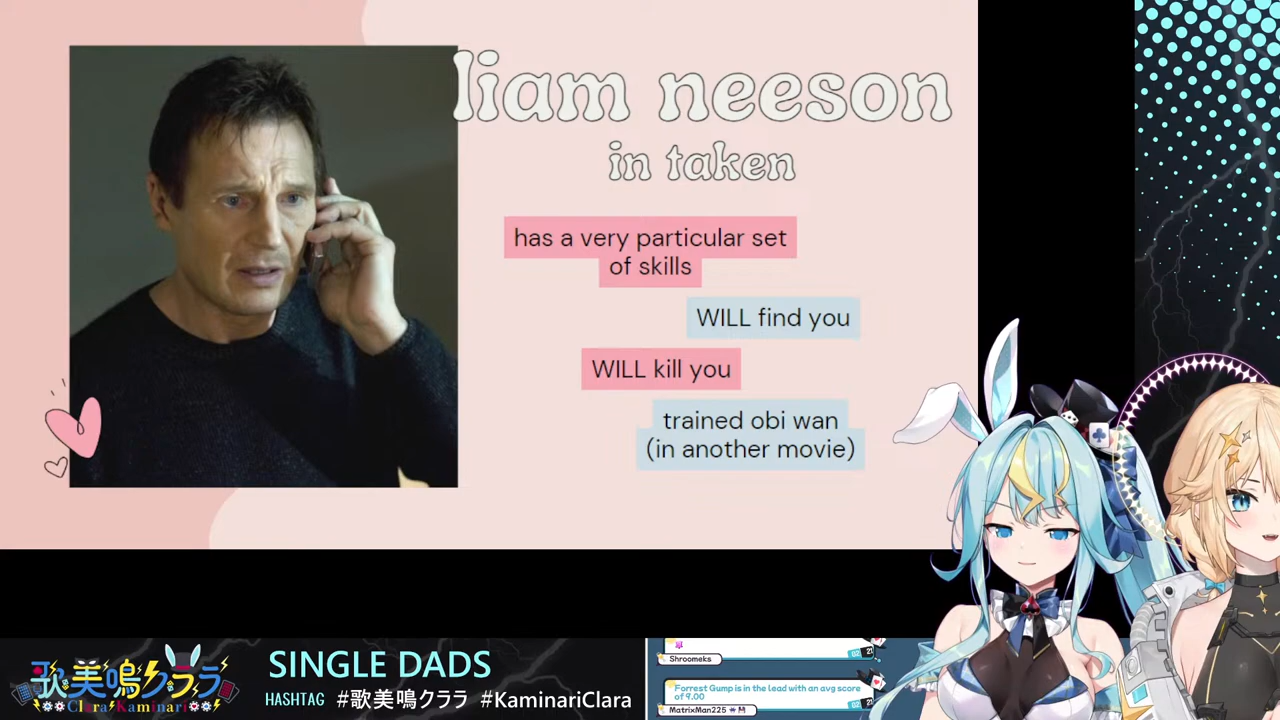 liam neeson
in taken
has a very particular set
of skills
WILL find you
WILL kill you
trained obi wan
(in another movie)
歌美鳴クララ
Clara Kaminari
SINGLE DADS
HASHTAG #歌美鳴クララ #KaminariClara
Shroomeks
Forrest Gump is in the lead with an avg score
of 9.00
MatrixMan225